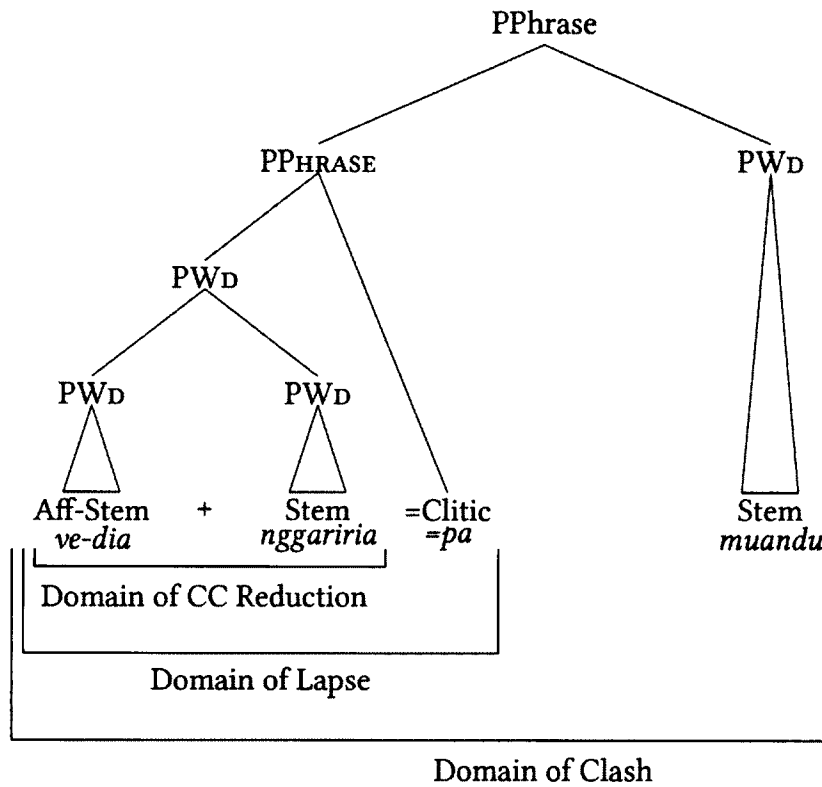 PPhrase
PPHRASE PWD
PWD
PWD PWD
Aff-Stem + Stem =Clitic Stem
ve-dia nggariria =pa muandu
Domain of CC Reduction
Domain of Lapse
Domain of Clash